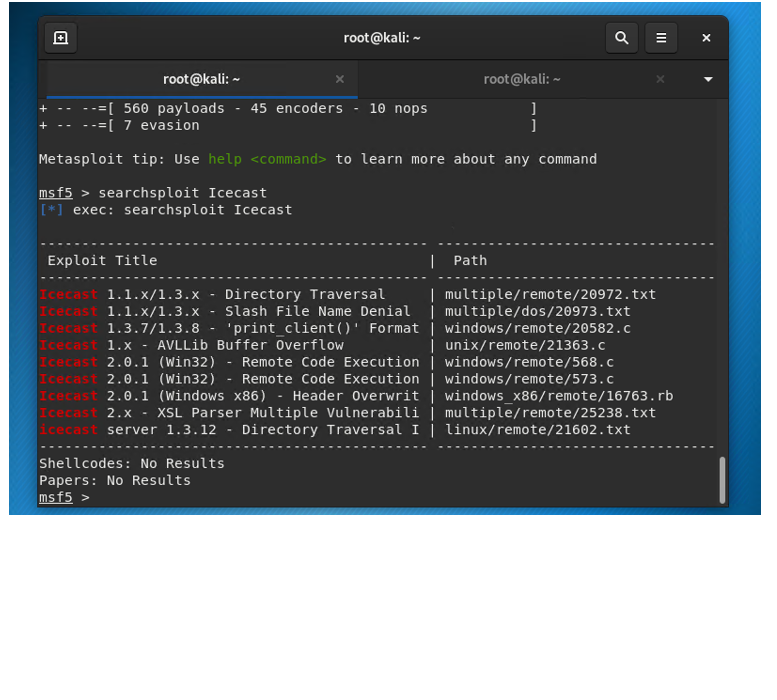 root@kali: ~
root@kali: ~ root@kali: ~
+ -- --=[ 560 payloads - 45 encoders - 10 nops            ]
+ -- --=[ 7 evasion                                       ]
Metasploit tip: Use help <command> to learn more about any command
msf5 > searchsploit Icecast
[*] exec: searchsploit Icecast
---------------------------------------------- ---------------------------------
 Exploit Title                                |  Path
---------------------------------------------- ---------------------------------
Icecast 1.1.x/1.3.x - Directory Traversal     | multiple/remote/20972.txt
Icecast 1.1.x/1.3.x - Slash File Name Denial  | multiple/dos/20973.txt
Icecast 1.3.7/1.3.8 - 'print_client()' Format | windows/remote/20582.c
Icecast 1.x - AVLLib Buffer Overflow          | unix/remote/21363.c
Icecast 2.0.1 (Win32) - Remote Code Execution | windows/remote/568.c
Icecast 2.0.1 (Win32) - Remote Code Execution | windows/remote/573.c
Icecast 2.0.1 (Windows x86) - Header Overwrit | windows_x86/remote/16763.rb
Icecast 2.x - XSL Parser Multiple Vulnerabili | multiple/remote/25238.txt
icecast server 1.3.12 - Directory Traversal I | linux/remote/21602.txt
---------------------------------------------- ---------------------------------
Shellcodes: No Results
Papers: No Results
msf5 >